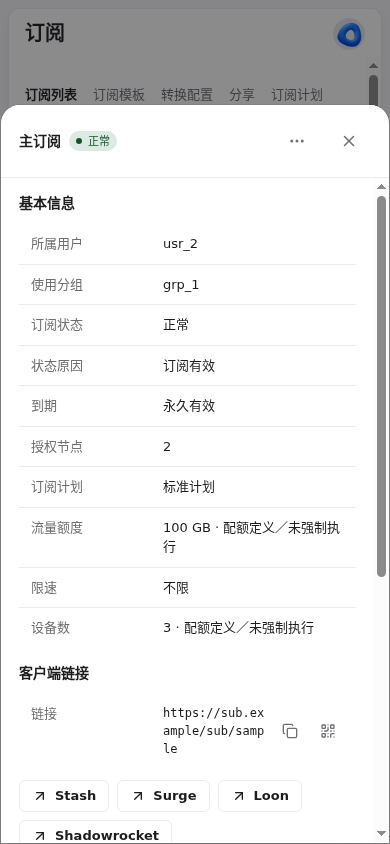 订阅
订阅列表 订阅模板 转换配置 分享 订阅计划
主订阅 正常
基本信息
所属用户 usr_2
使用分组 grp_1
订阅状态 正常
状态原因 订阅有效
到期 永久有效
授权节点 2
订阅计划 标准计划
流量额度 100 GB · 配额定义／未强制执
行
限速 不限
设备数 3 · 配额定义／未强制执行
客户端链接
链接 https://sub.ex
ample/sub/samp
le
Stash Surge Loon
Shadowrocket